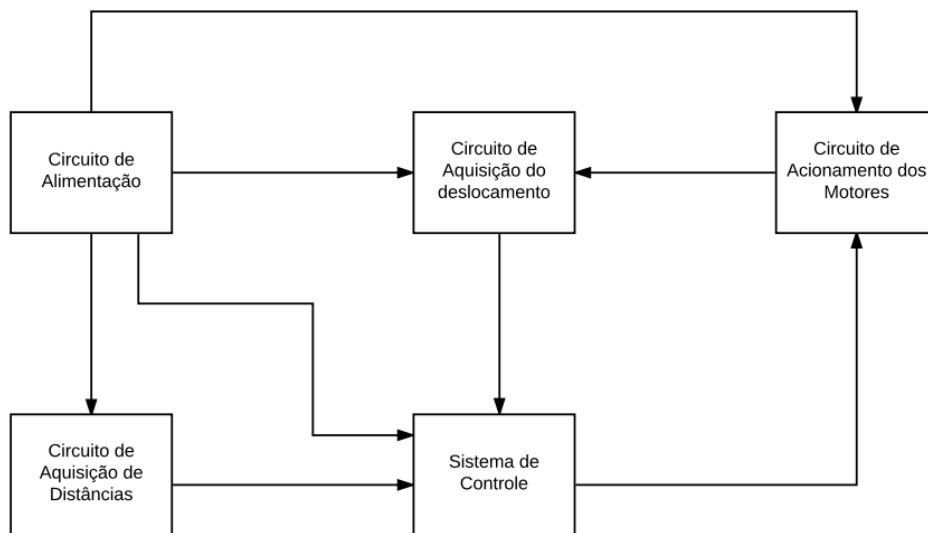 Circuito de
Alimentação
Circuito de
Aquisição do
deslocamento
Circuito de
Acionamento dos
Motores
Circuito de
Aquisição de
Distâncias
Sistema de
Controle